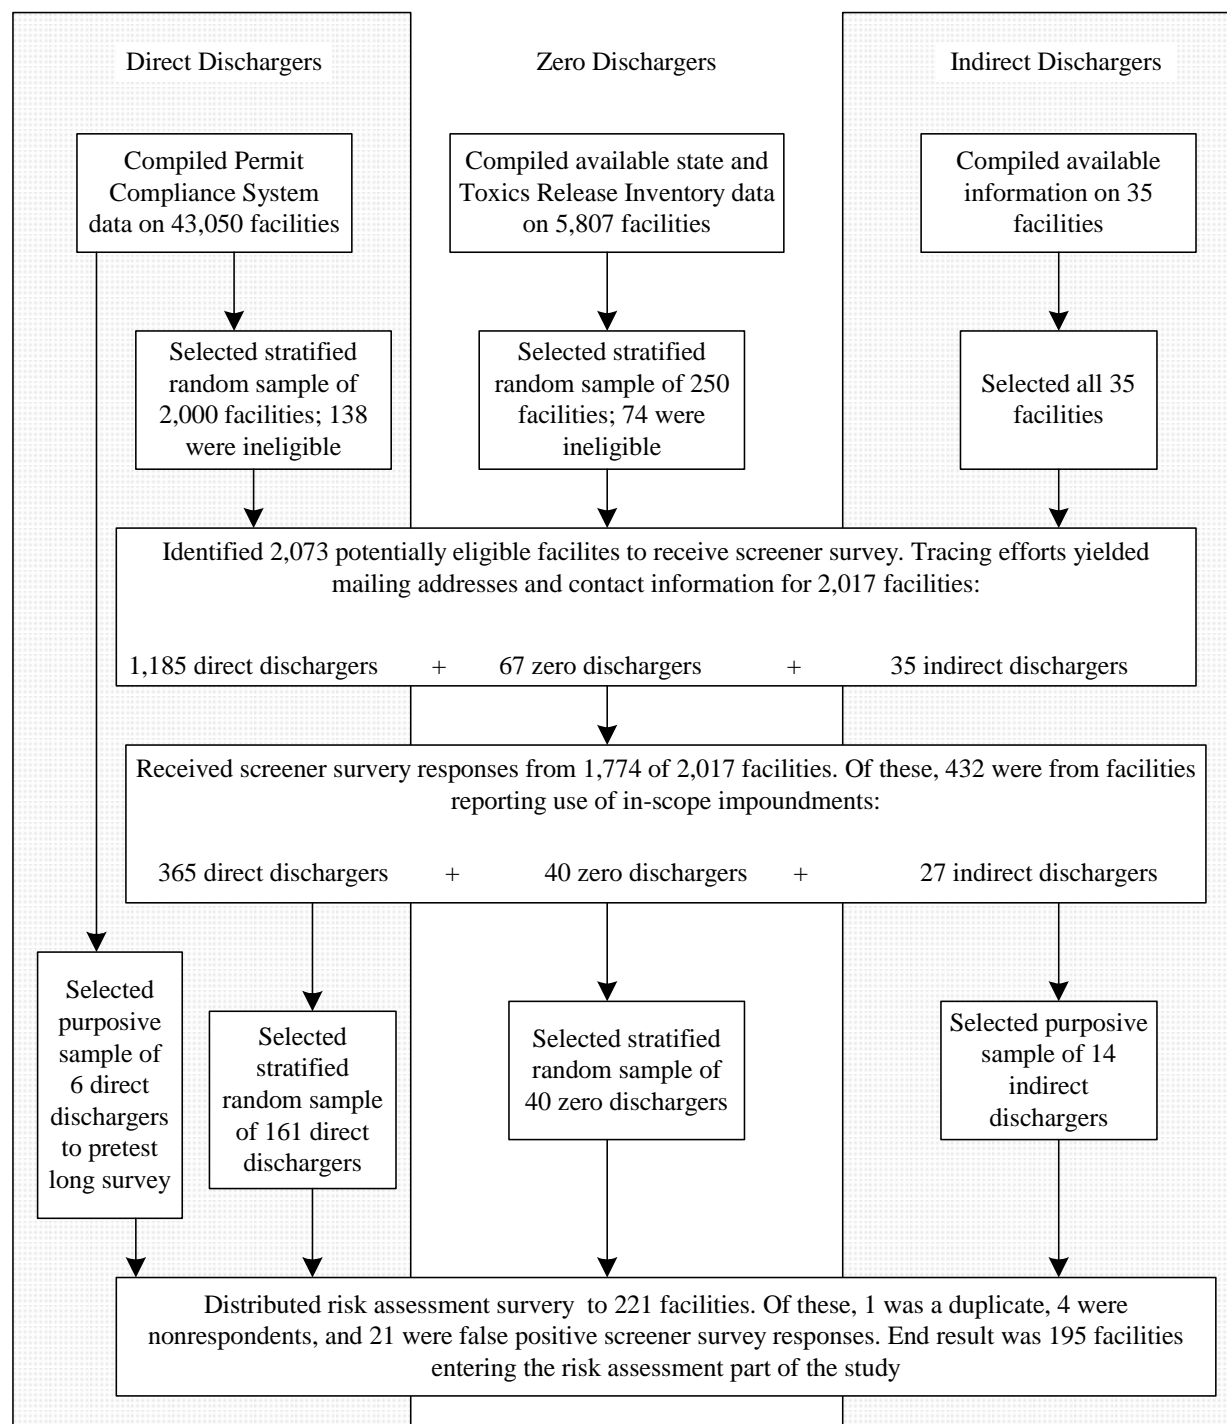 Direct Dischargers
Zero Dischargers
Indirect Dischargers
Compiled Permit
Compliance System
data on 43,050 facilities
Compiled available state and
Toxics Release Inventory data
on 5,807 facilities
Compiled available
information on 35
facilities
Selected stratified
random sample of
2,000 facilities; 138
were ineligible
Selected stratified
random sample of 250
facilities; 74 were
ineligible
Selected all 35
facilities
Identified 2,073 potentially eligible facilites to receive screener survey. Tracing efforts yielded
mailing addresses and contact information for 2,017 facilities:
1,185 direct dischargers + 67 zero dischargers + 35 indirect dischargers
Received screener survery responses from 1,774 of 2,017 facilities. Of these, 432 were from facilities
reporting use of in-scope impoundments:
365 direct dischargers + 40 zero dischargers + 27 indirect dischargers
Selected
purposive
sample of
6 direct
dischargers
to pretest
long survey
Selected
stratified
random sample
of 161 direct
dischargers
Selected stratified
random sample of
40 zero dischargers
Selected purposive
sample of 14
indirect
dischargers
Distributed risk assessment survery to 221 facilities. Of these, 1 was a duplicate, 4 were
nonrespondents, and 21 were false positive screener survey responses. End result was 195 facilities
entering the risk assessment part of the study